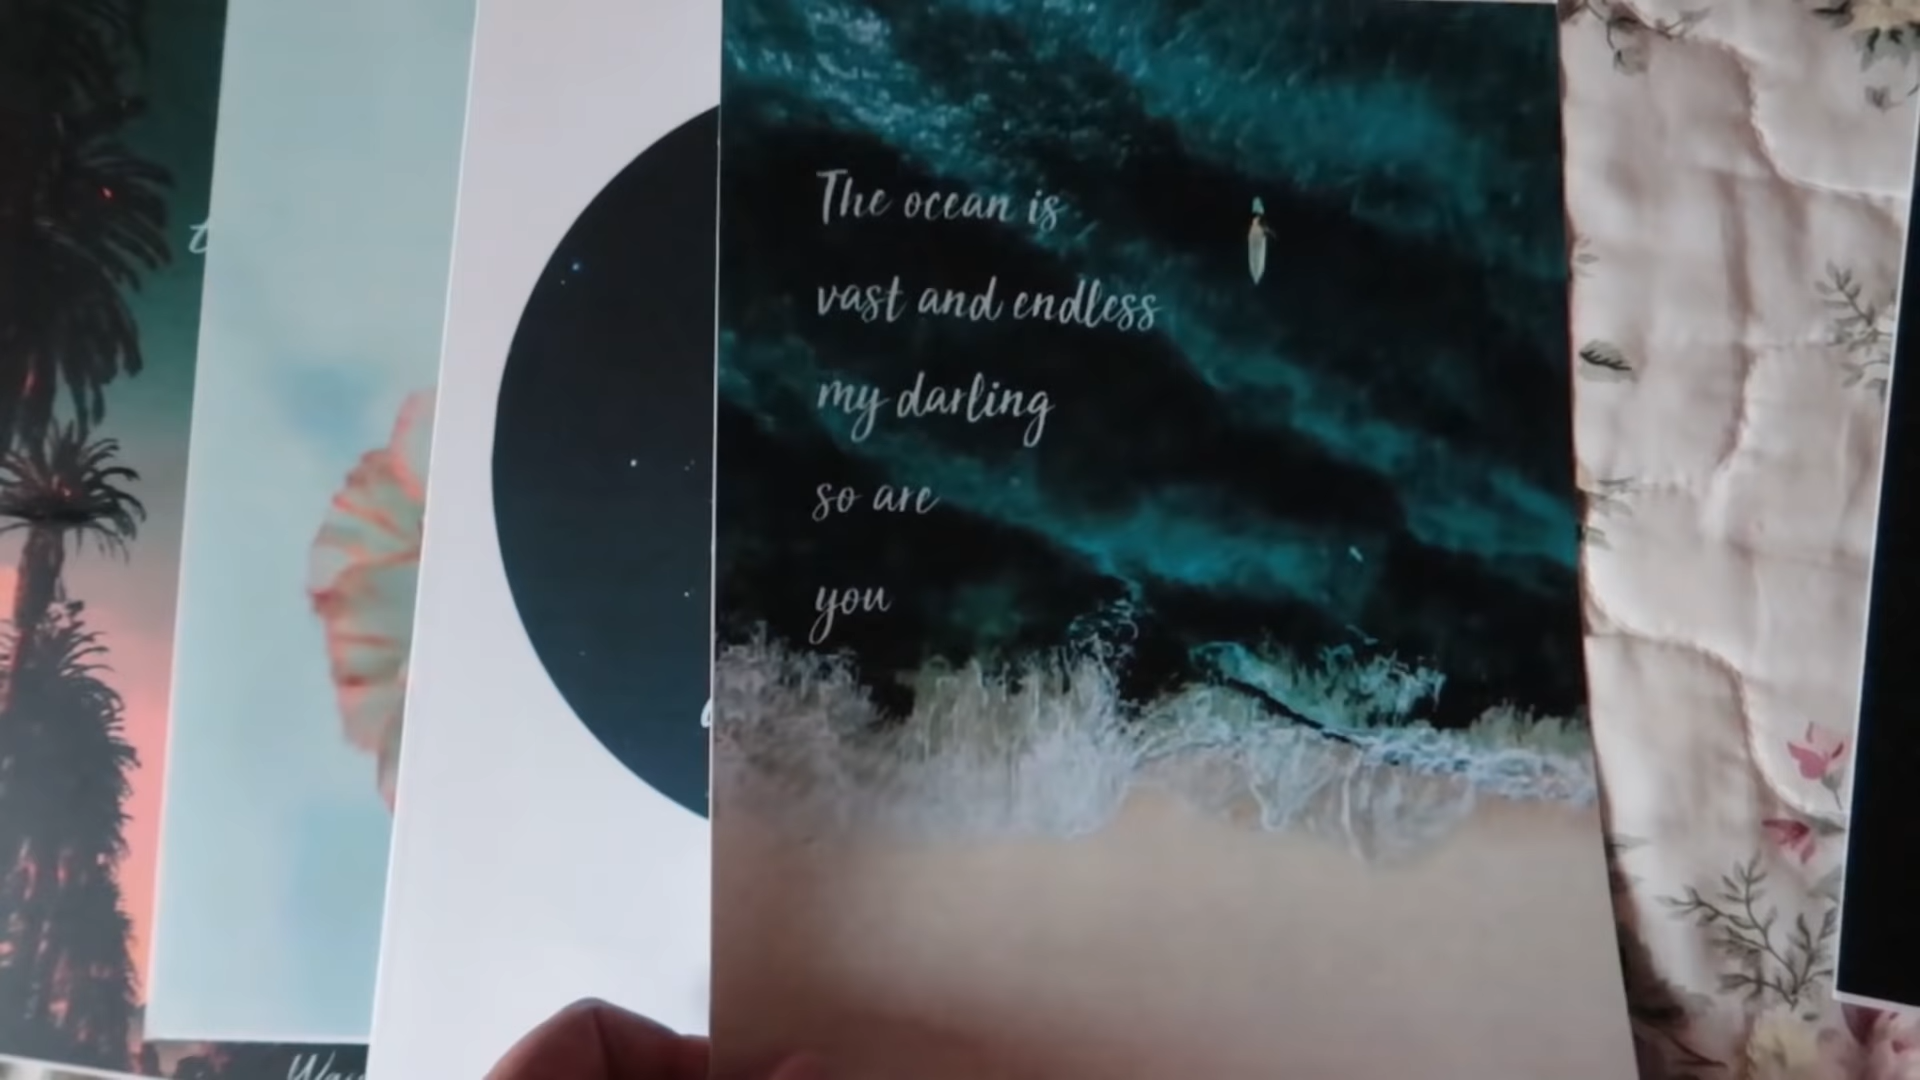 The ocean is
vast and endless
my darling
so are
you